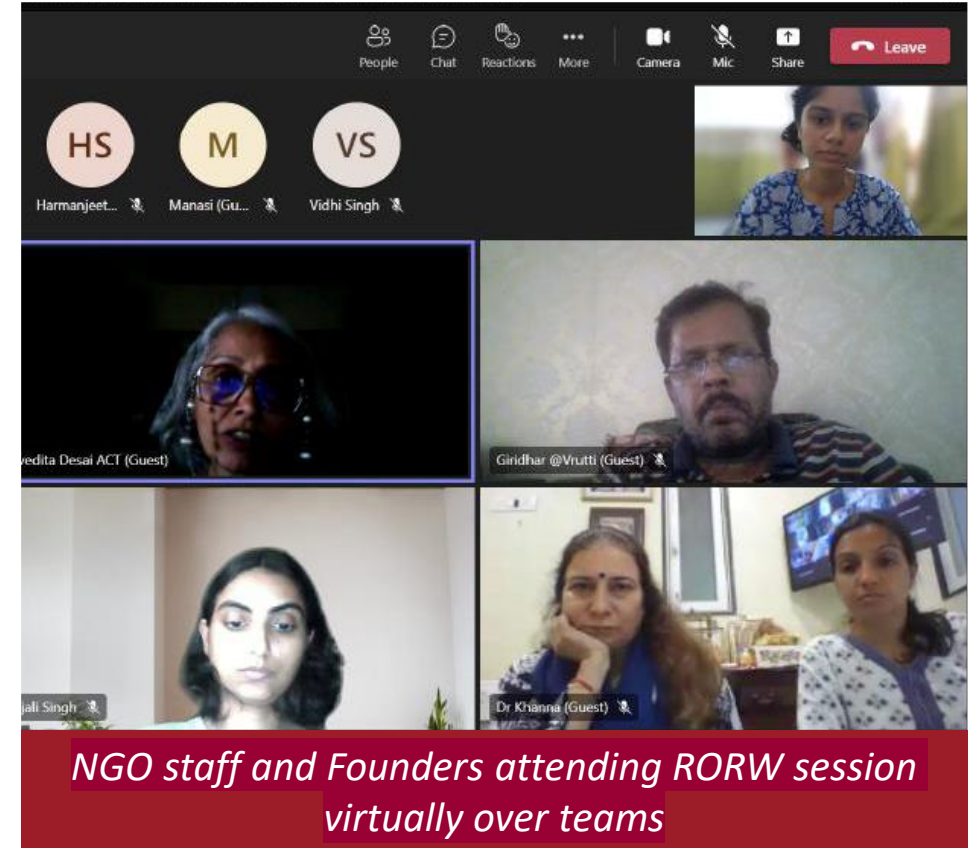 People Chat Reactions More Camera Mic Share Leave
HS M VS
Harmanjeet... Manasi (Gu... Vidhi Singh
vedita Desai ACT (Guest)
Giridhar @Vrutti (Guest)
jali Singh
Dr Khanna (Guest)
NGO staff and Founders attending RORW session
virtually over teams